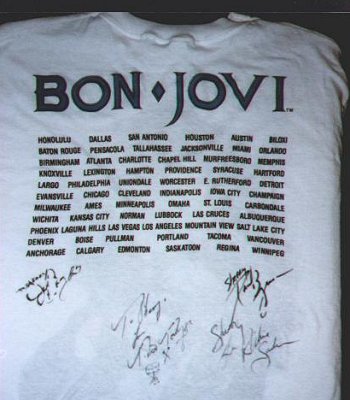 BON♦JOVI™
HONOLULU DALLAS SAN ANTONIO HOUSTON AUSTIN BILOXI
BATON ROUGE PENSACOLA TALLAHASSEE JACKSONVILLE MIAMI ORLANDO
BIRMINGHAM ATLANTA CHARLOTTE CHAPEL HILL MURFREESBORO MEMPHIS
KNOXVILLE LEXINGTON HAMPTON PROVIDENCE SYRACUSE HARTFORD
LARGO PHILADELPHIA UNIONDALE WORCESTER E. RUTHERFORD DETROIT
EVANSVILLE CHICAGO CLEVELAND INDIANAPOLIS IOWA CITY CHAMPAIGN
MILWAUKEE AMES MINNEAPOLIS OMAHA ST. LOUIS CARBONDALE
WICHITA KANSAS CITY NORMAN LUBBOCK LAS CRUCES ALBUQUERQUE
PHOENIX LAGUNA HILLS LAS VEGAS LOS ANGELES MOUNTAIN VIEW SALT LAKE CITY
DENVER BOISE PULLMAN PORTLAND TACOMA VANCOUVER
ANCHORAGE CALGARY EDMONTON SASKATOON REGINA WINNIPEG